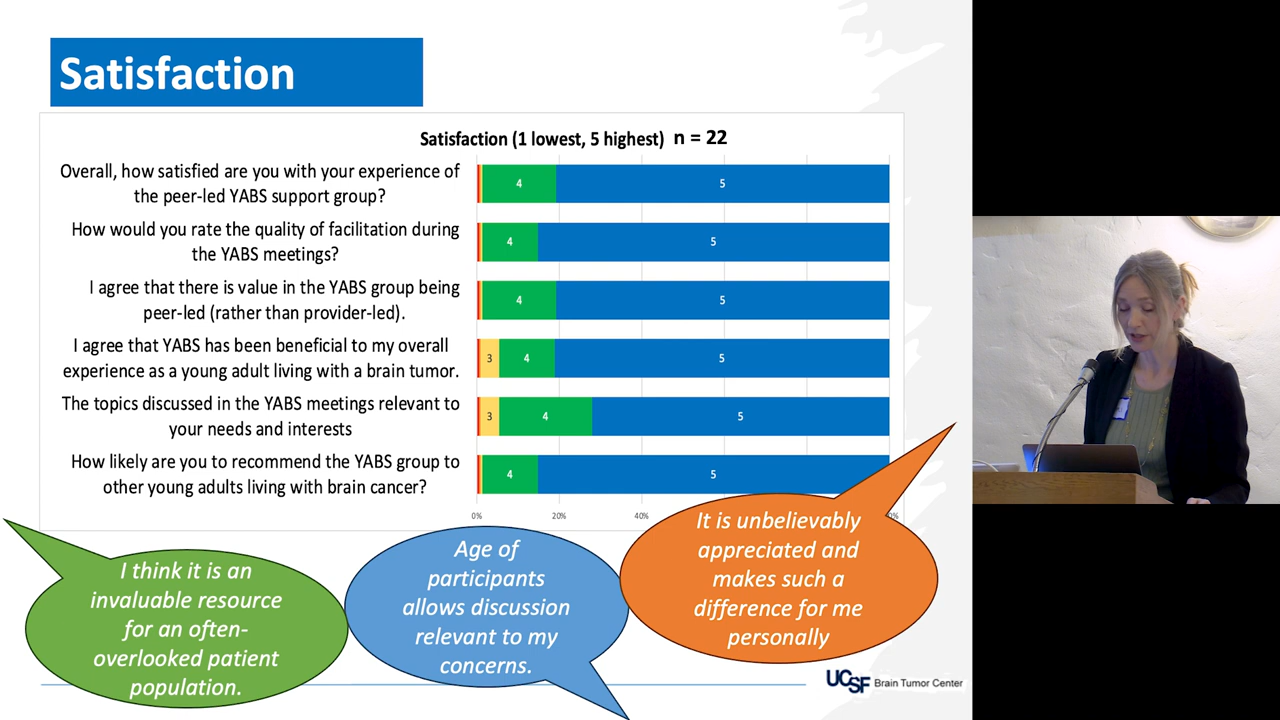 Satisfaction
Satisfaction (1 lowest, 5 highest) n = 22
Overall, how satisfied are you with your experience of
the peer-led YABS support group?
4 5
How would you rate the quality of facilitation during
the YABS meetings?
4 5
I agree that there is value in the YABS group being
peer-led (rather than provider-led).
4 5
I agree that YABS has been beneficial to my overall
experience as a young adult living with a brain tumor.
3 4 5
The topics discussed in the YABS meetings relevant to
your needs and interests
3 4 5
How likely are you to recommend the YABS group to
other young adults living with brain cancer?
4 5
0% 20% 40%
I think it is an
invaluable resource
for an often-
overlooked patient
population.
Age of
participants
allows discussion
relevant to my
concerns.
It is unbelievably
appreciated and
makes such a
difference for me
personally
UCSF Brain Tumor Center